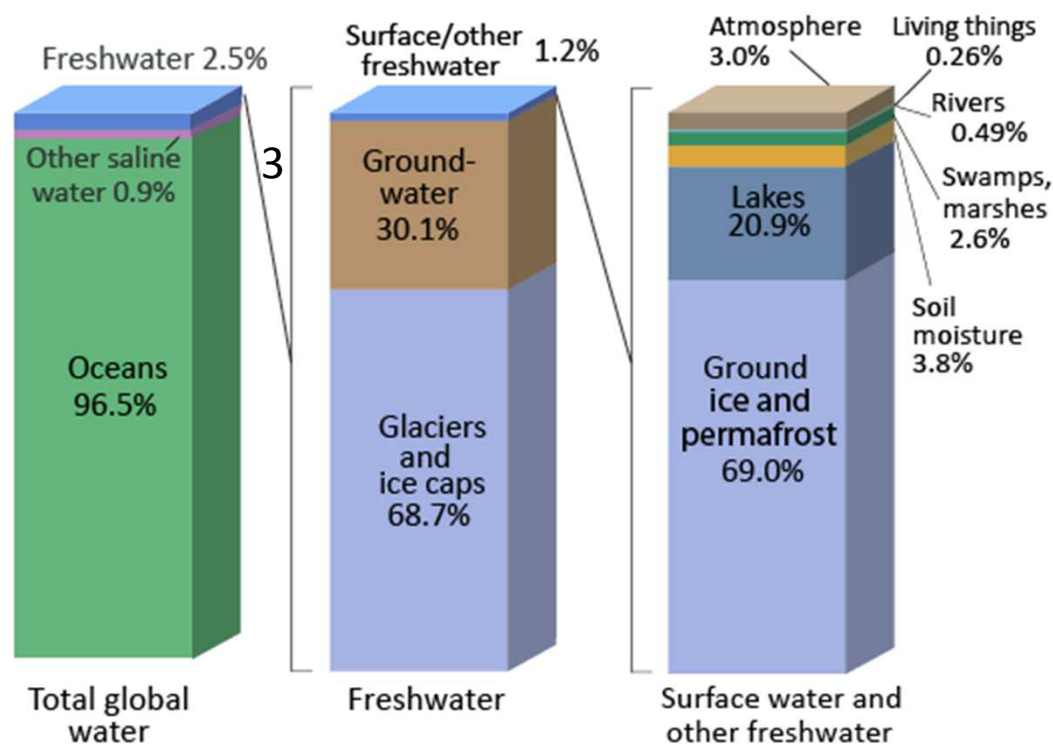 Freshwater 2.5%
Other saline
water 0.9%
Oceans
96.5%
Total global
water
3
Surface/other
freshwater
1.2%
Ground-
water
30.1%
Glaciers
and
ice caps
68.7%
Freshwater
Atmosphere
3.0%
Living things
0.26%
Rivers
0.49%
Swamps,
marshes
2.6%
Soil
moisture
3.8%
Lakes
20.9%
Ground
ice and
permafrost
69.0%
Surface water and
other freshwater